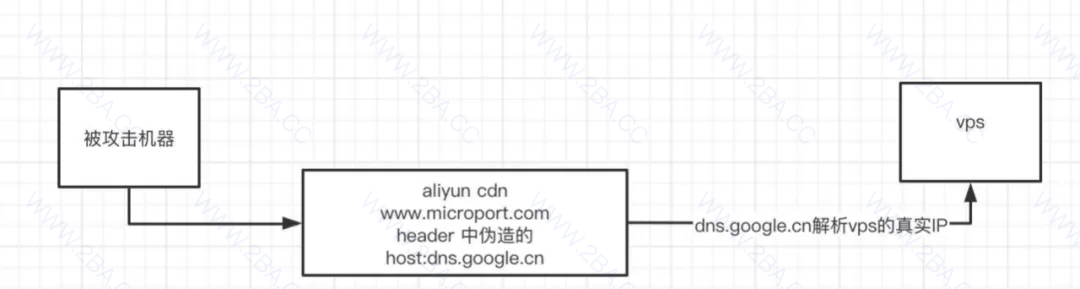 被攻击机器
aliyun cdn
www.microport.com
header 中伪造的
host:dns.google.cn
dns.google.cn解析vps的真实IP
vps
WWW.2BA.CC